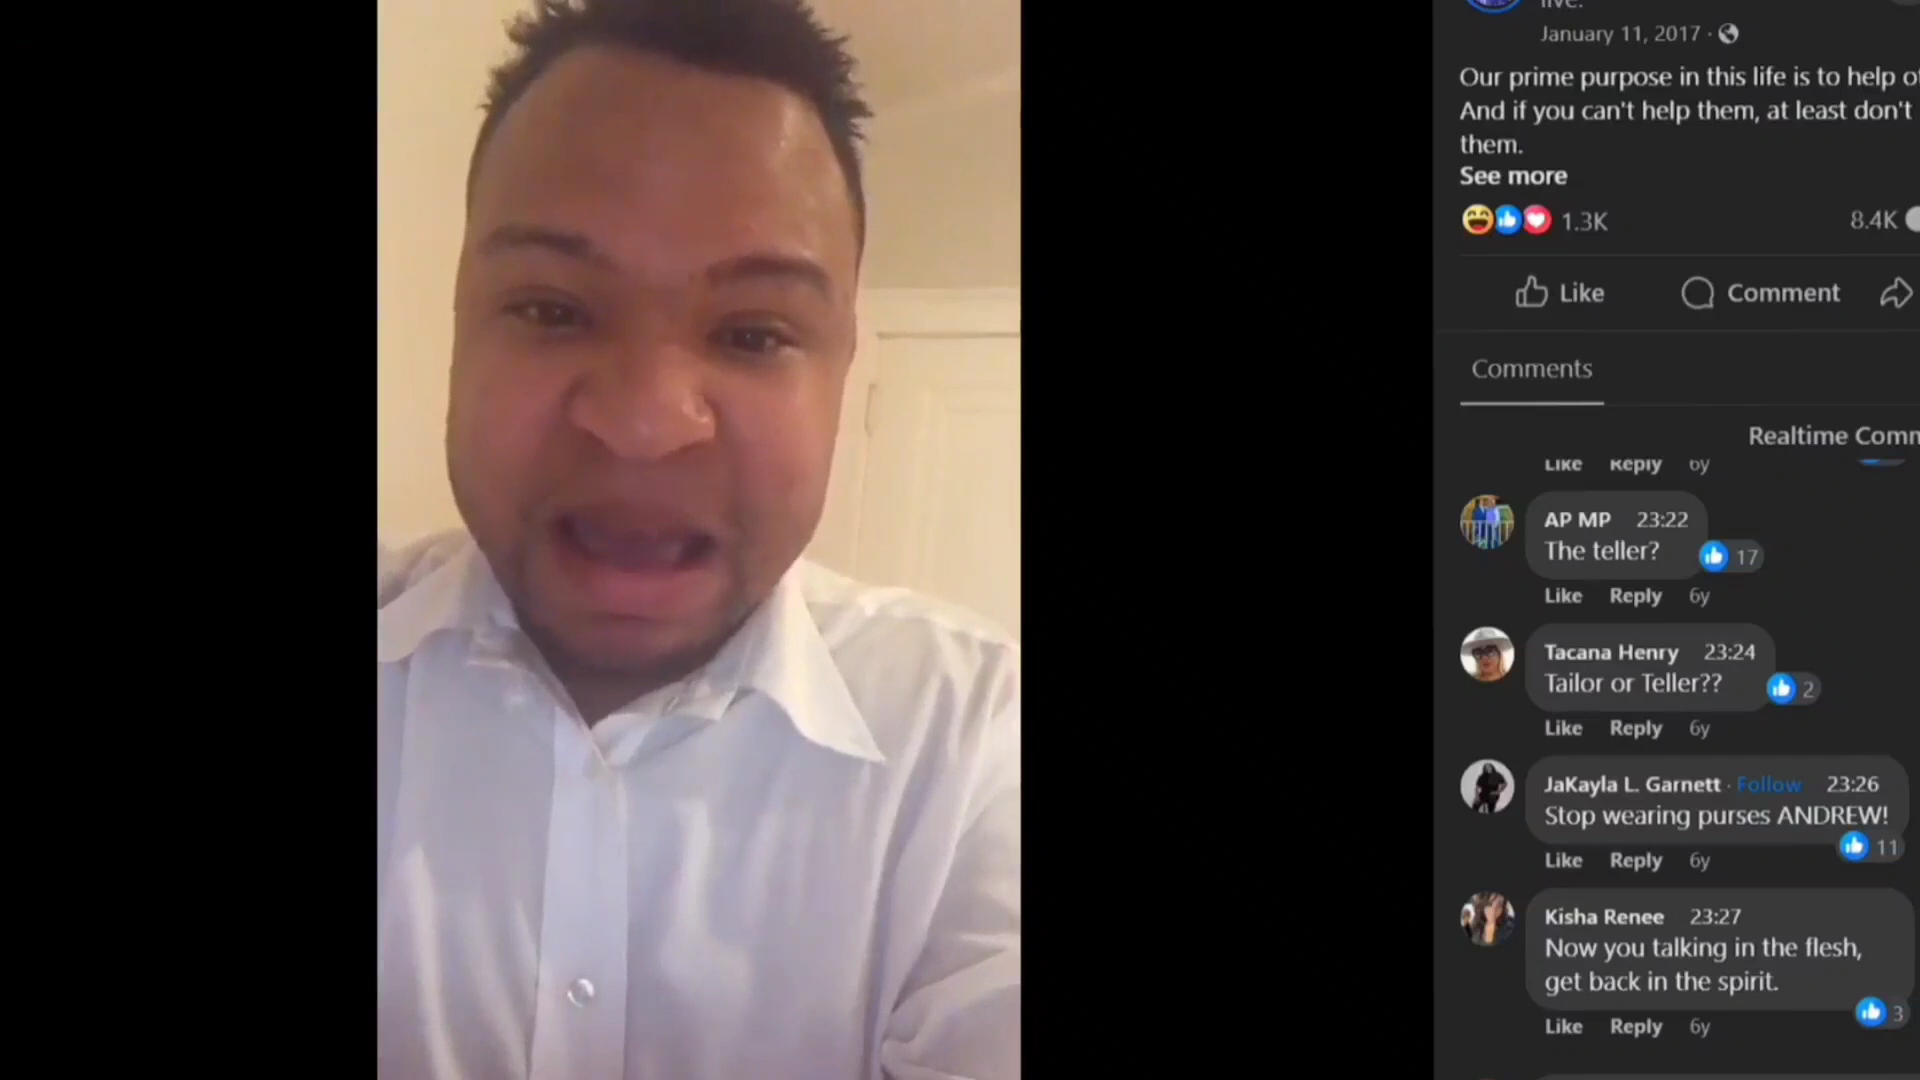 live.
January 11, 2017 ·
Our prime purpose in this life is to help
And if you can't help them, at least don't
them.
See more
1.3K 8.4K
Like Comment
Comments
Realtime
Like Reply 6y
AP MP 23:22
The teller?
17
Like Reply 6y
Tacana Henry 23:24
Tailor or Teller??
2
Like Reply 6y
JaKayla L. Garnett · Follow 23:26
Stop wearing purses ANDREW!
11
Like Reply 6y
Kisha Renee 23:27
Now you talking in the flesh,
get back in the spirit.
3
Like Reply 6y